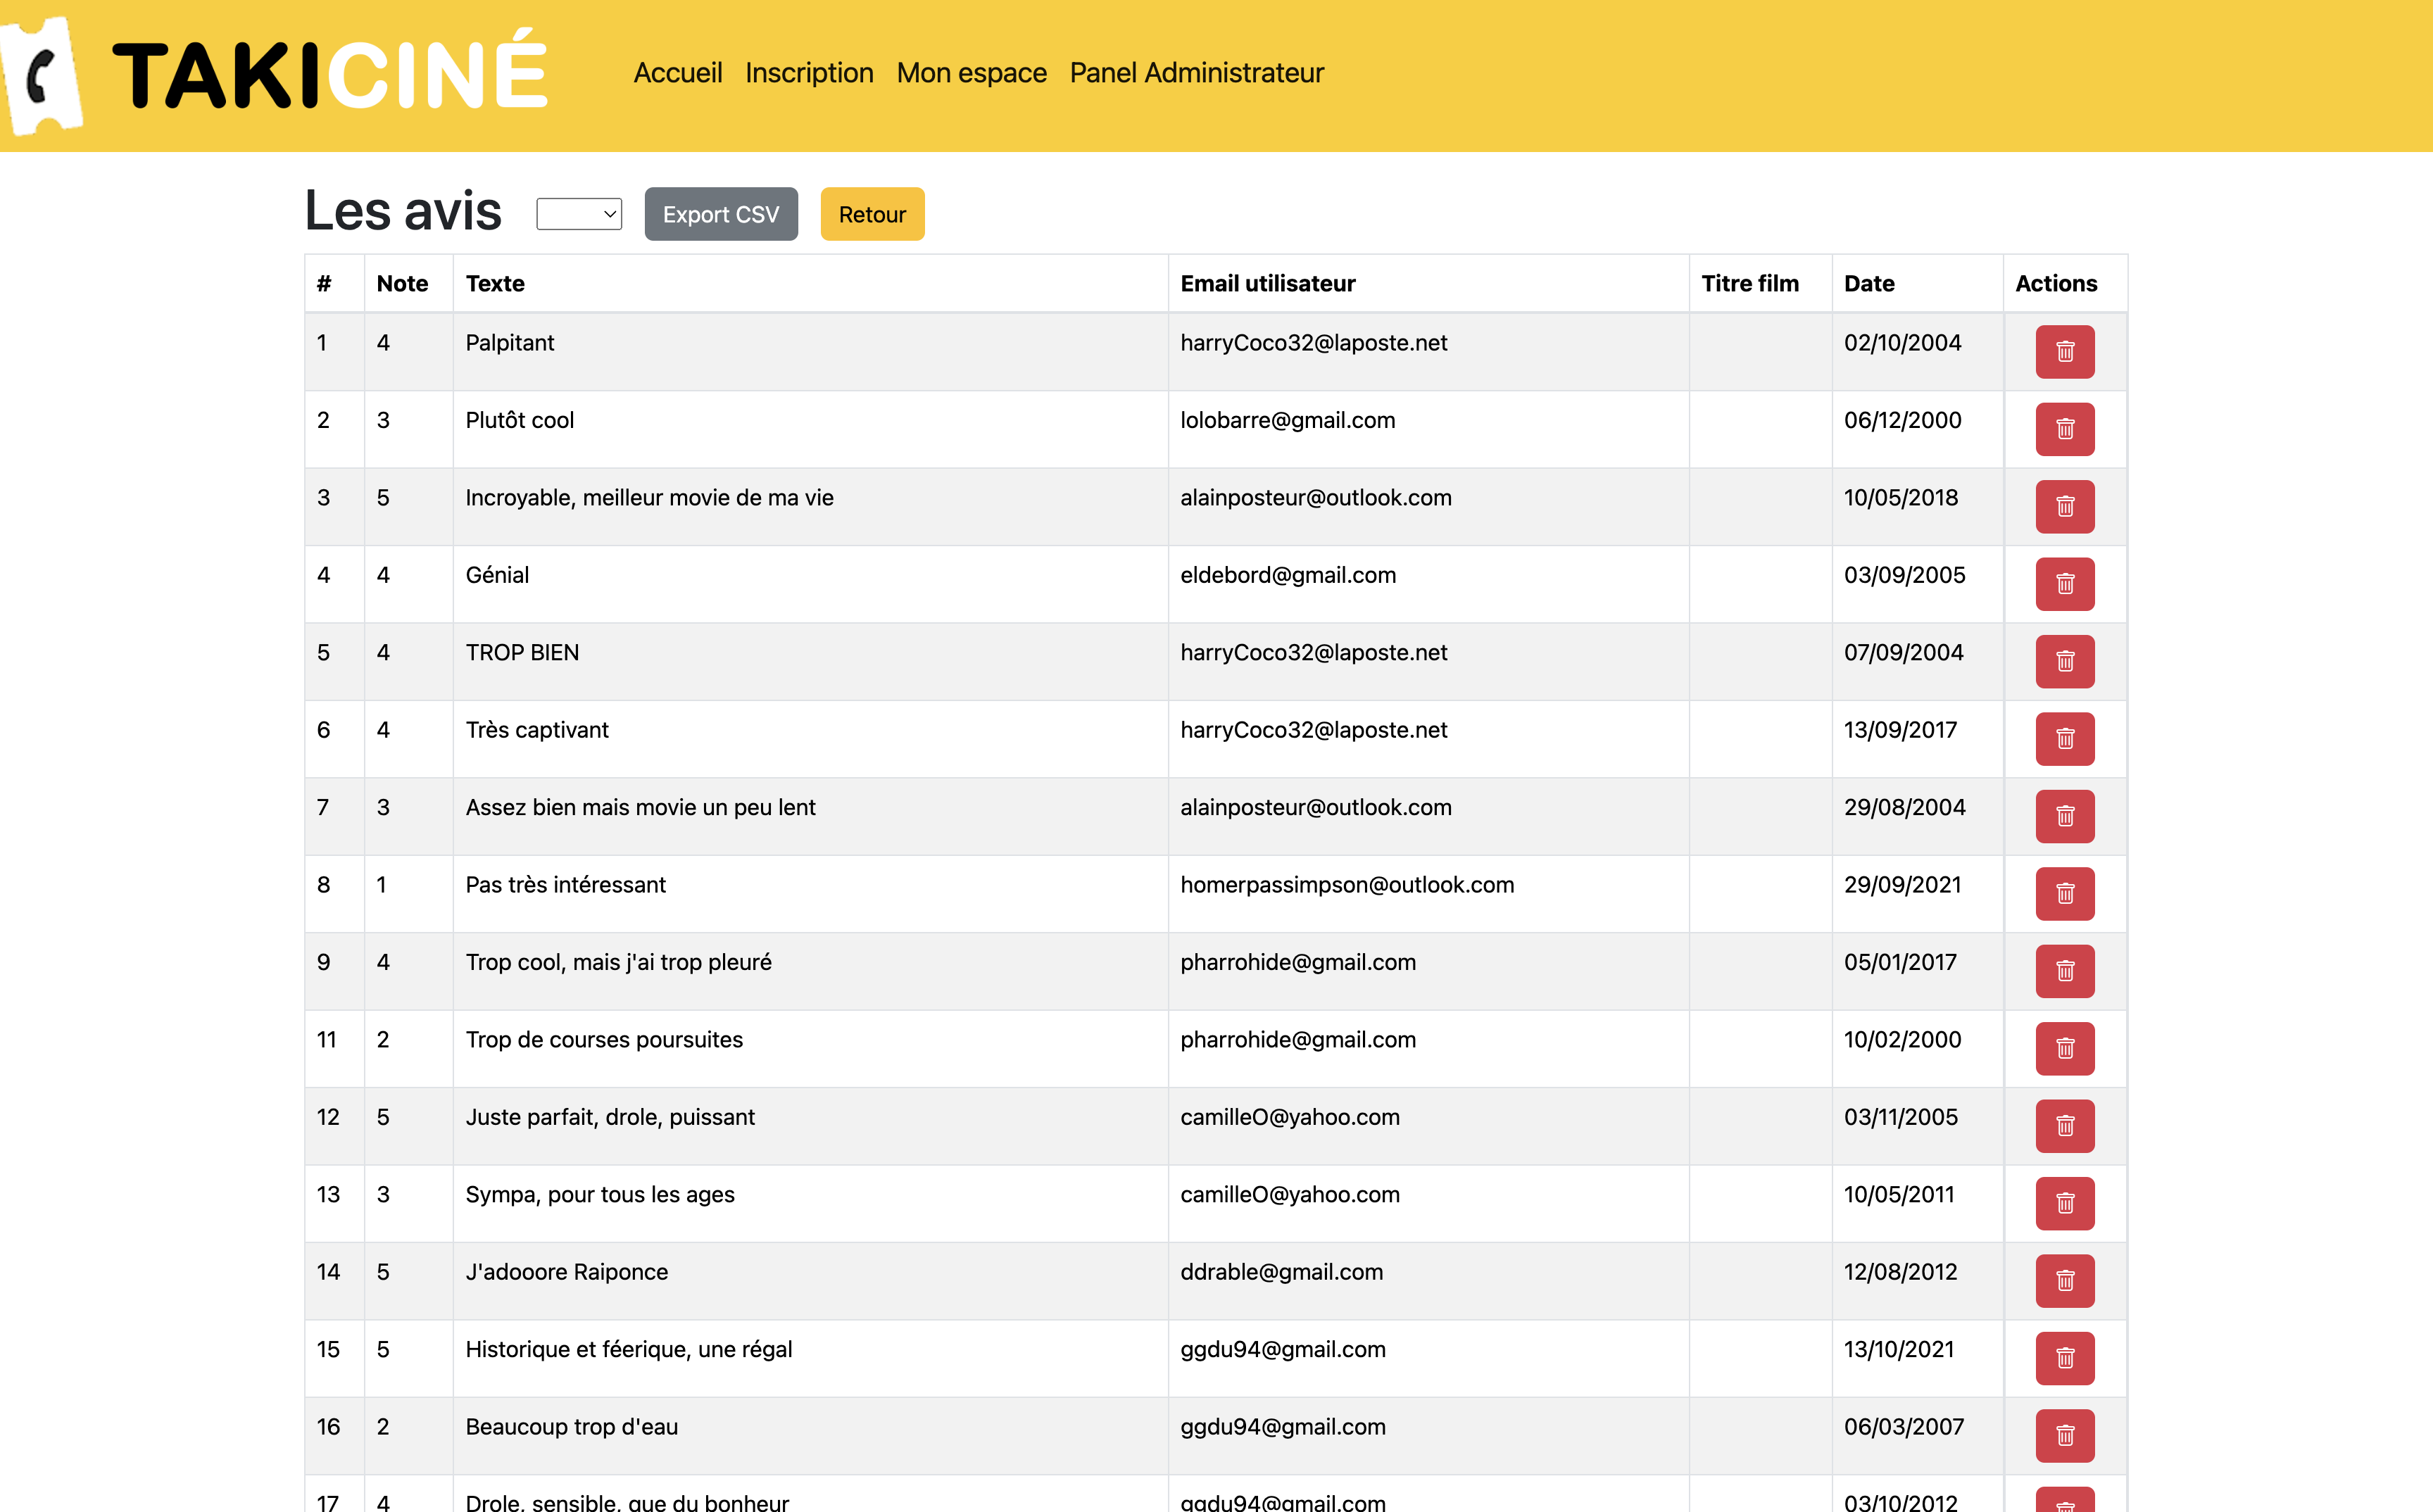 TAKICINÉ
Accueil Inscription Mon espace Panel Administrateur
Les avis Export CSV Retour
# Note Texte Email utilisateur Titre film Date Actions
1 4 Palpitant harryCoco32@laposte.net 02/10/2004
2 3 Plutôt cool lolobarre@gmail.com 06/12/2000
3 5 Incroyable, meilleur movie de ma vie alainposteur@outlook.com 10/05/2018
4 4 Génial eldebord@gmail.com 03/09/2005
5 4 TROP BIEN harryCoco32@laposte.net 07/09/2004
6 4 Très captivant harryCoco32@laposte.net 13/09/2017
7 3 Assez bien mais movie un peu lent alainposteur@outlook.com 29/08/2004
8 1 Pas très intéressant homerpassimpson@outlook.com 29/09/2021
9 4 Trop cool, mais j'ai trop pleuré pharrohide@gmail.com 05/01/2017
11 2 Trop de courses poursuites pharrohide@gmail.com 10/02/2000
12 5 Juste parfait, drole, puissant camilleO@yahoo.com 03/11/2005
13 3 Sympa, pour tous les ages camilleO@yahoo.com 10/05/2011
14 5 J'adooore Raiponce ddrable@gmail.com 12/08/2012
15 5 Historique et féerique, une régal ggdu94@gmail.com 13/10/2021
16 2 Beaucoup trop d'eau ggdu94@gmail.com 06/03/2007
17 4 Drole, sensible, que du bonheur ggdu94@gmail.com 03/10/2012